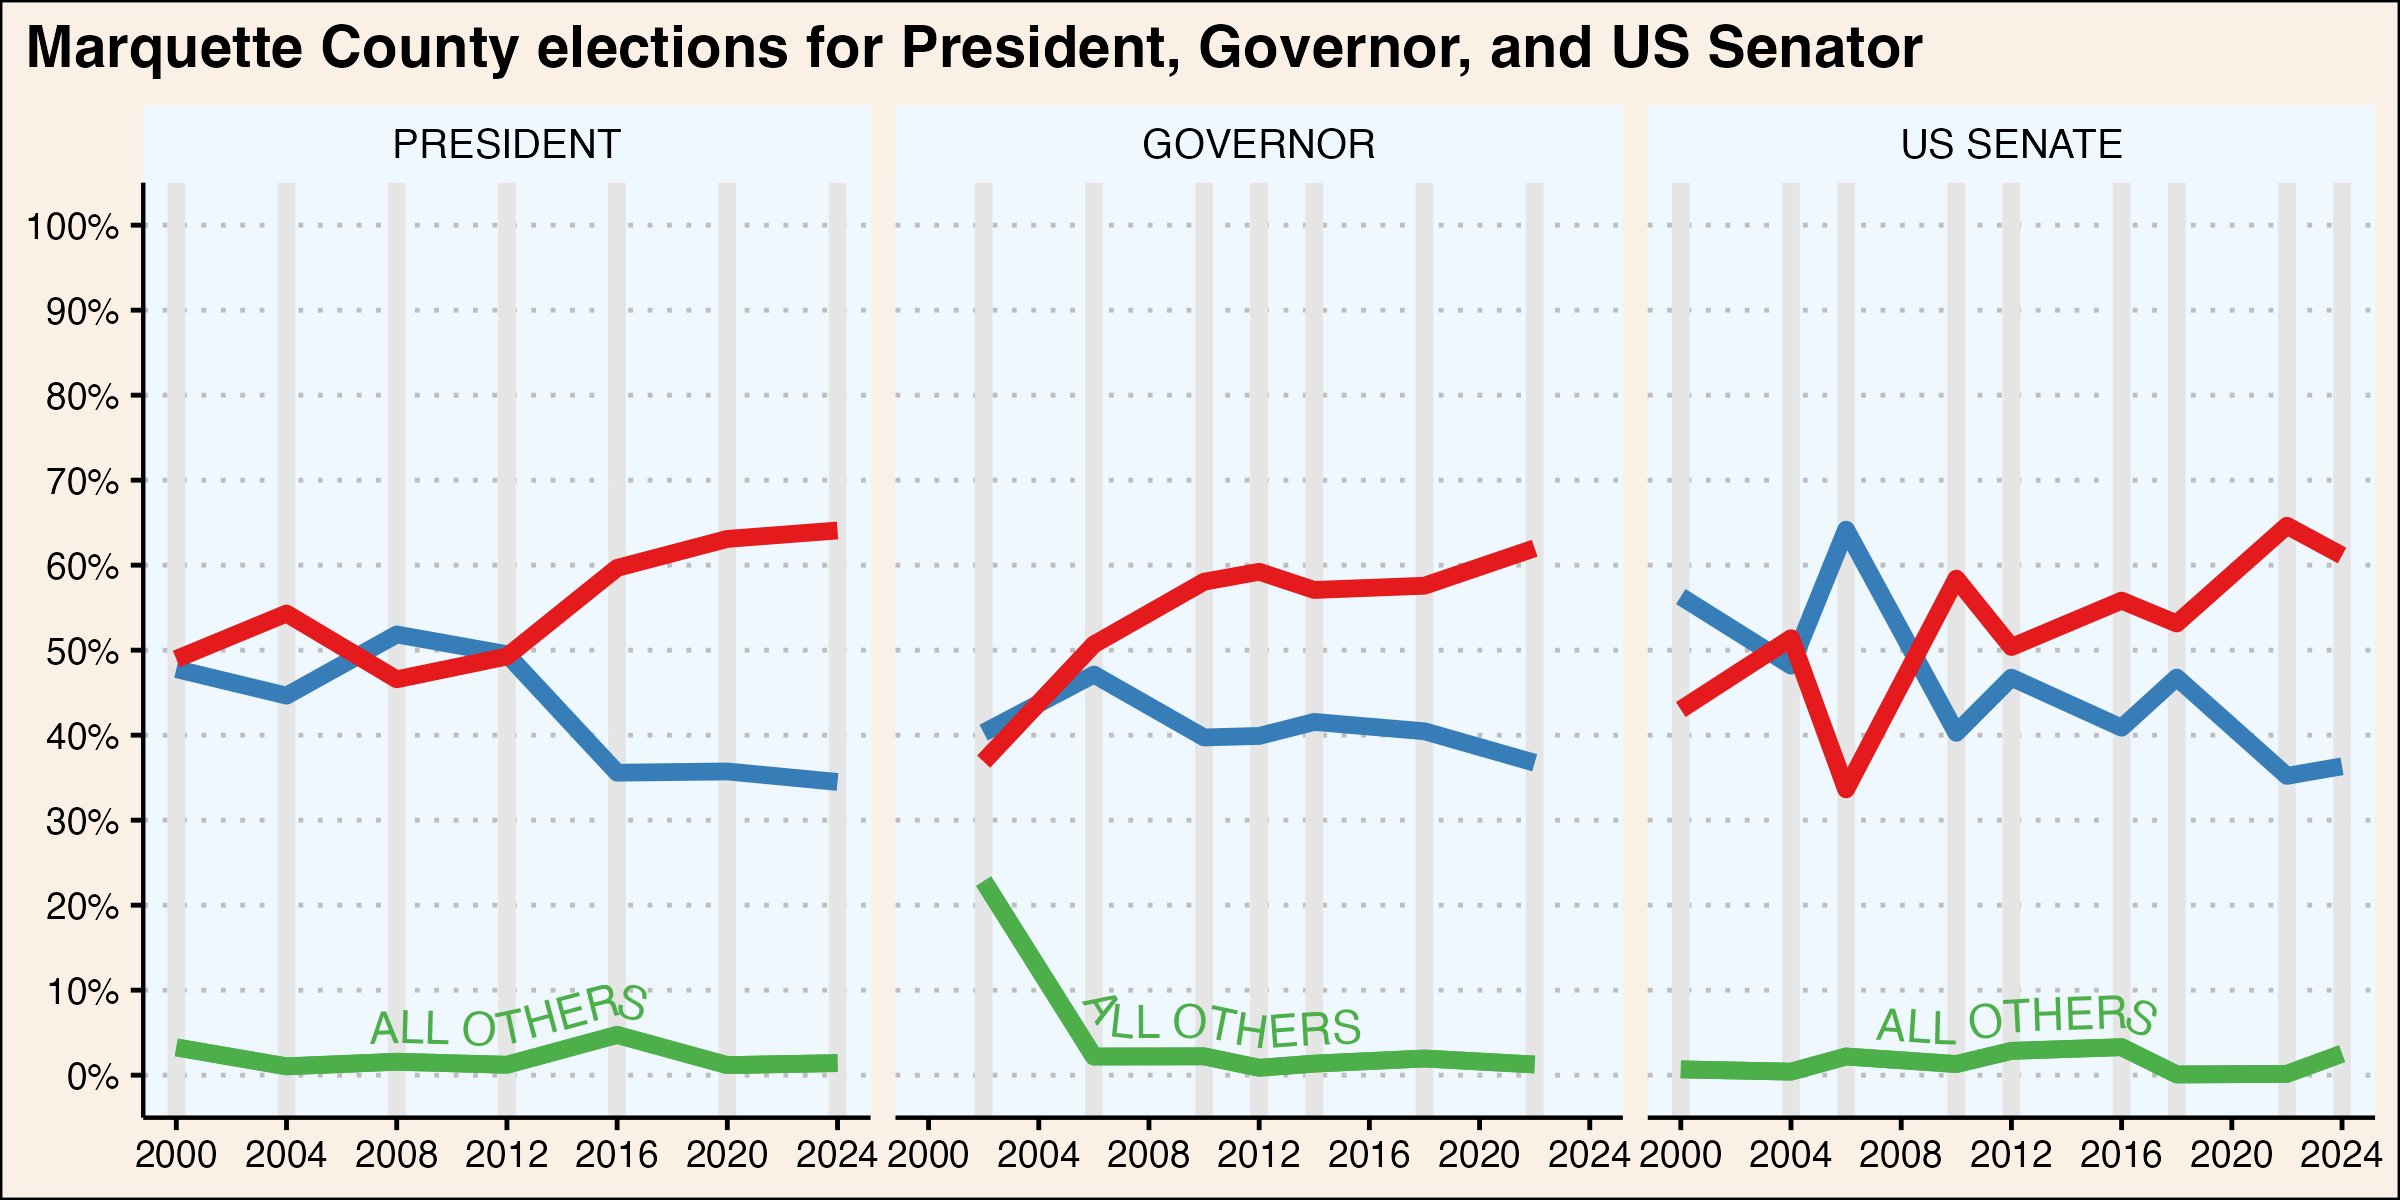 Marquette County elections for President, Governor, and US Senator
PRESIDENT
GOVERNOR
US SENATE
100%
90%
80%
70%
60%
50%
40%
30%
20%
10%
0%
ALL OTHERS
ALL OTHERS
ALL OTHERS
2000 2004 2008 2012 2016 2020 2024
2000 2004 2008 2012 2016 2020 2024
2000 2004 2008 2012 2016 2020 2024